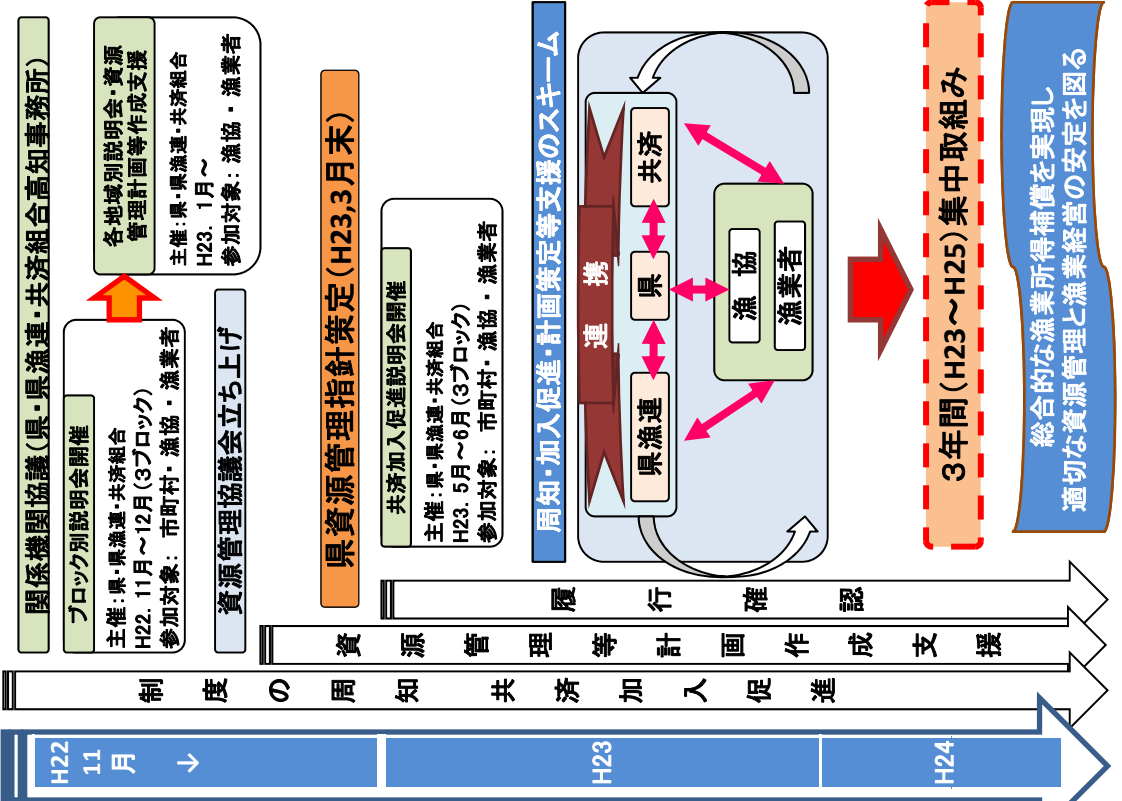 関係機関協議(県・県漁連・共済組合高知事務所)
ブロック別説明会開催
主催:県・県漁連・共済組合
H22. 11月~12月(3ブロック)
参加対象: 市町村・漁協・漁業者
各地域別説明会・資源
管理計画等作成支援
主催:県・県漁連・共済組合
H23. 1月~
参加対象:漁協・漁業者
資源管理協議会立ち上げ
県資源管理指針策定(H23,3月末)
共済加入促進説明会開催
主催:県・県漁連・共済組合
H23. 5月~6月(3ブロック)
参加対象: 市町村・漁協・漁業者
周知・加入促進・計画策定等支援のスキーム
連 携
県漁連
県
共済
漁 協
漁業者
3年間(H23~H25)集中取組み
総合的な漁業所得補償を実現し
適切な資源管理と漁業経営の安定を図る
履行確認
資源管理等計画作成支援
制度の周知 共済加入促進
H22
11
月
↓
H23
H24